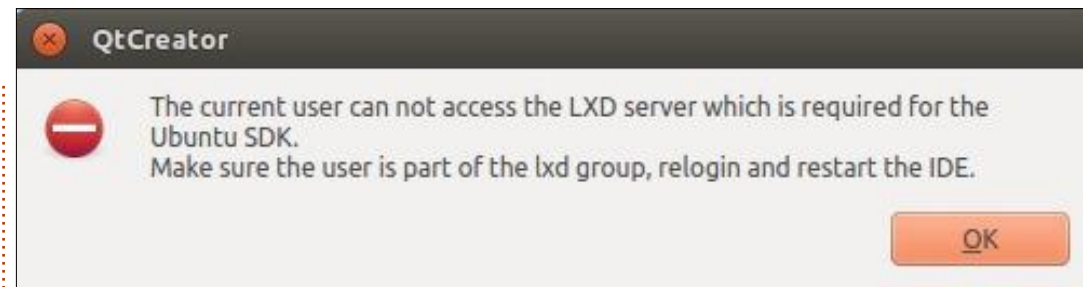 QtCreator
The current user can not access the LXD server which is required for the
Ubuntu SDK.
Make sure the user is part of the lxd group, relogin and restart the IDE.
OK